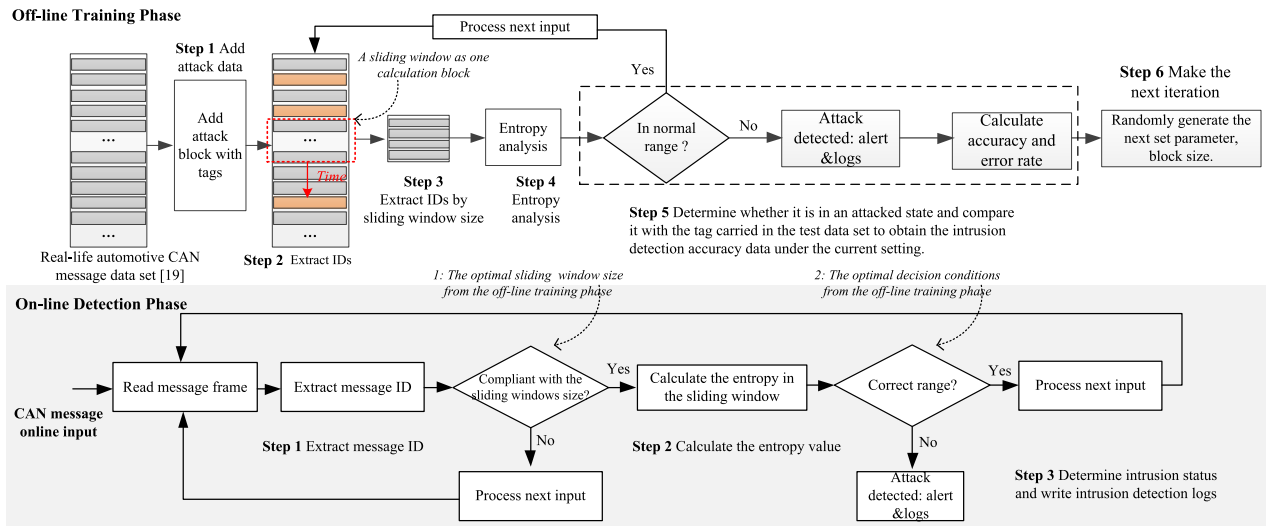 Off-line Training Phase
Process next input
Step 1 Add
attack data
A sliding window as one
calculation block
Yes
Step 6 Make the
next iteration
...
Add
attack
block with
tags
...
Entropy
analysis
In normal
range ?
No
Attack
detected: alert
&logs
Calculate
accuracy and
error rate
Randomly generate the
next set parameter,
block size.
Time
Step 3
Extract IDs by
sliding window size
Step 4
Entropy
analysis
...
...
Step 5 Determine whether it is in an attacked state and compare
it with the tag carried in the test data set to obtain the intrusion
detection accuracy data under the current setting.
Real-life automotive CAN
message data set [19]
Step 2 Extract IDs
1: The optimal sliding window size
from the off-line training phase
2: The optimal decision conditions
from the off-line training phase
On-line Detection Phase
Read message frame
Extract message ID
Compliant with the
sliding windows size?
Yes
Calculate the entropy in
the sliding window
Correct range?
Yes
Process next input
CAN message
online input
Step 1 Extract message ID
No
Step 2 Calculate the entropy value
No
Process next input
Attack
detected: alert
&logs
Step 3 Determine intrusion status
and write intrusion detection logs